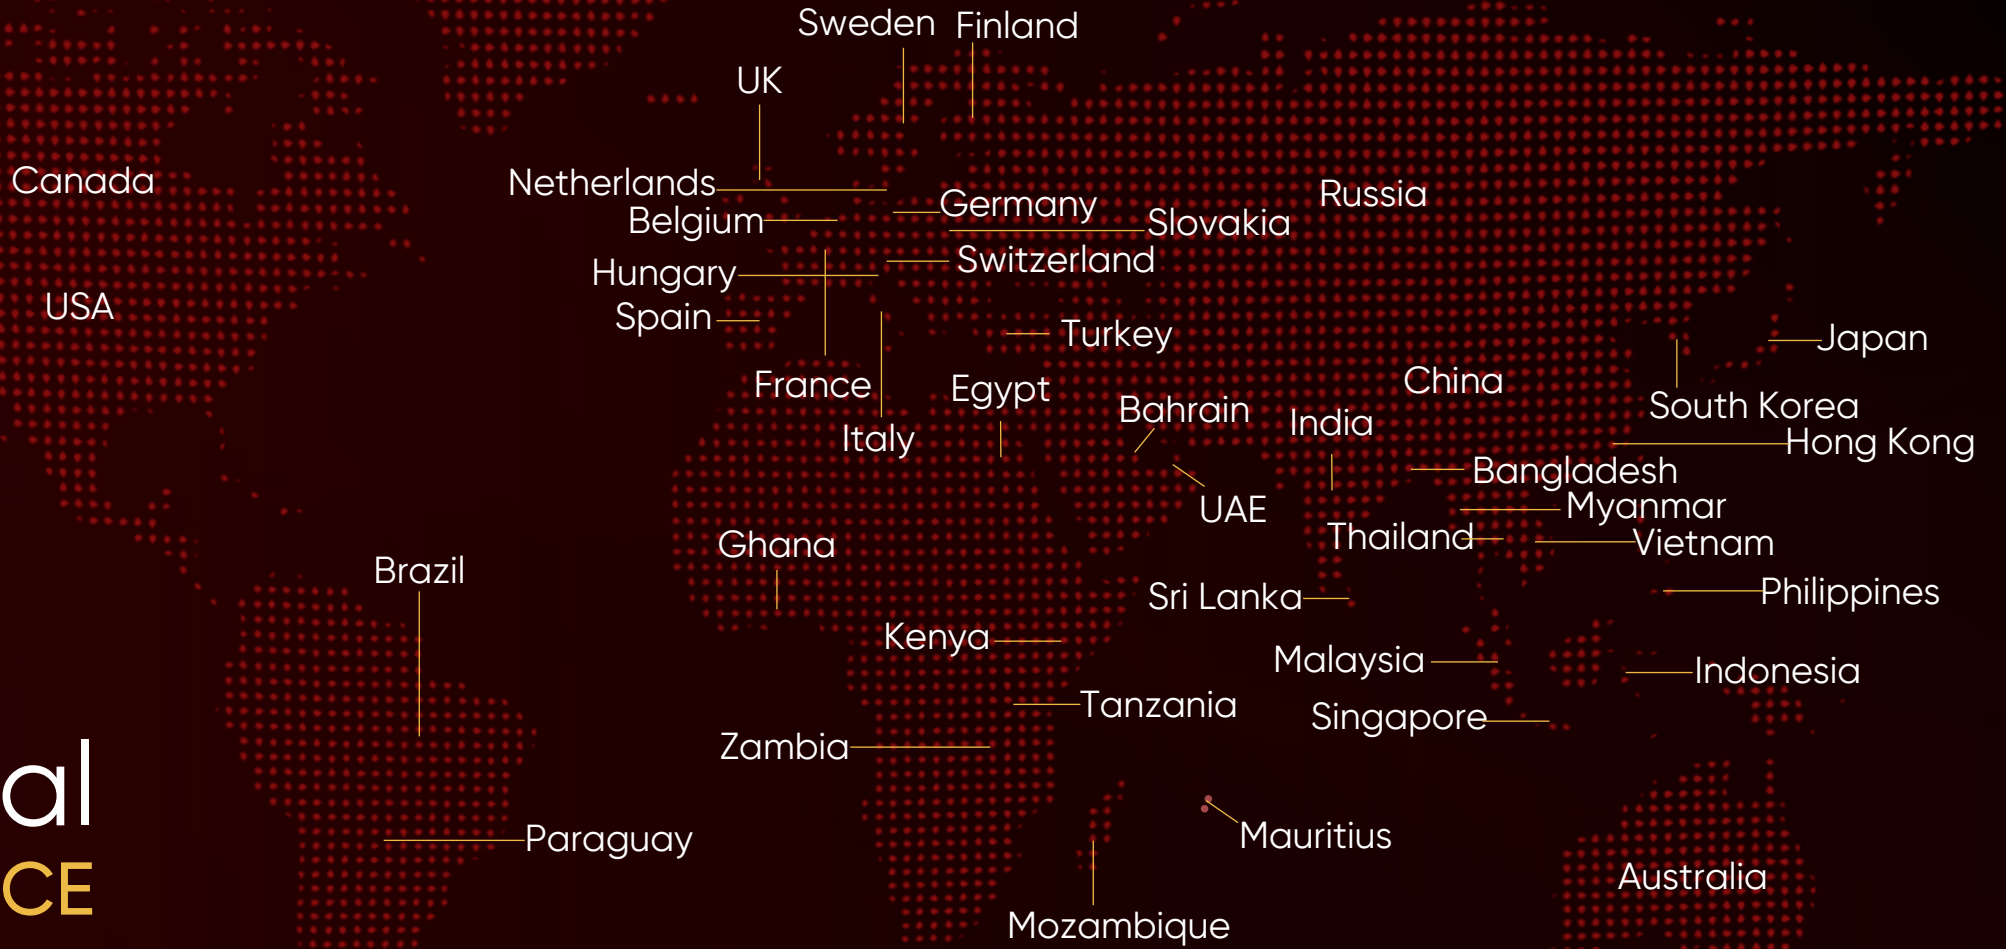 Sweden
Finland
UK
Canada
Netherlands
Germany
Russia
Belgium
Slovakia
Switzerland
Hungary
USA
Spain
Turkey
Japan
France
Egypt
China
Bahrain
India
South Korea
Italy
Hong Kong
Bangladesh
UAE
Myanmar
Thailand
Vietnam
Ghana
Brazil
Sri Lanka
Philippines
Kenya
Malaysia
Indonesia
Tanzania
Singapore
Zambia
al
Paraguay
Mauritius
CE
Australia
Mozambique